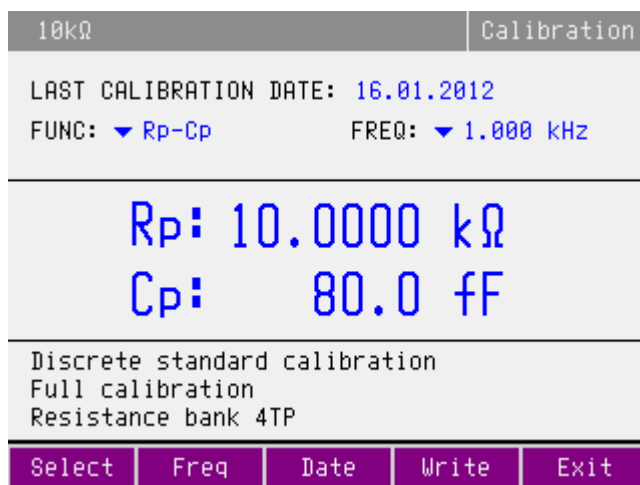 10kΩ Calibration
LAST CALIBRATION DATE: 16.01.2012
FUNC: Rp-Cp FREQ: 1.000 kHz
Rp: 10.0000 kΩ
Cp: 80.0 fF
Discrete standard calibration
Full calibration
Resistance bank 4TP
Select Freq Date Write Exit